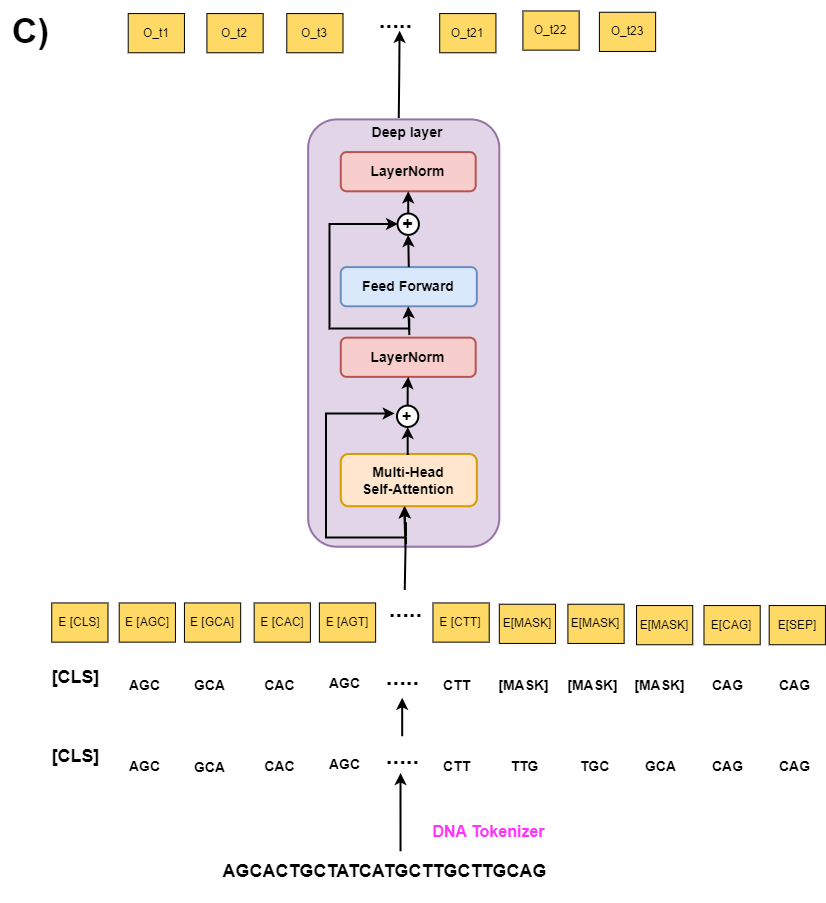 C)
O_t1 O_t2 O_t3 ..... O_t21 O_t22 O_t23
Deep layer
LayerNorm
+
Feed Forward
LayerNorm
+
Multi-Head
Self-Attention
E [CLS] E [AGC] E [GCA] E [CAC] E [AGT] ..... E [CTT] E[MASK] E[MASK] E[MASK] E[CAG] E[SEP]
[CLS] AGC GCA CAC AGC ..... CTT [MASK] [MASK] [MASK] CAG CAG
[CLS] AGC GCA CAC AGC ..... CTT TTG TGC GCA CAG CAG
DNA Tokenizer
AGCACTGCTATCATGCTTGCTTGCAG